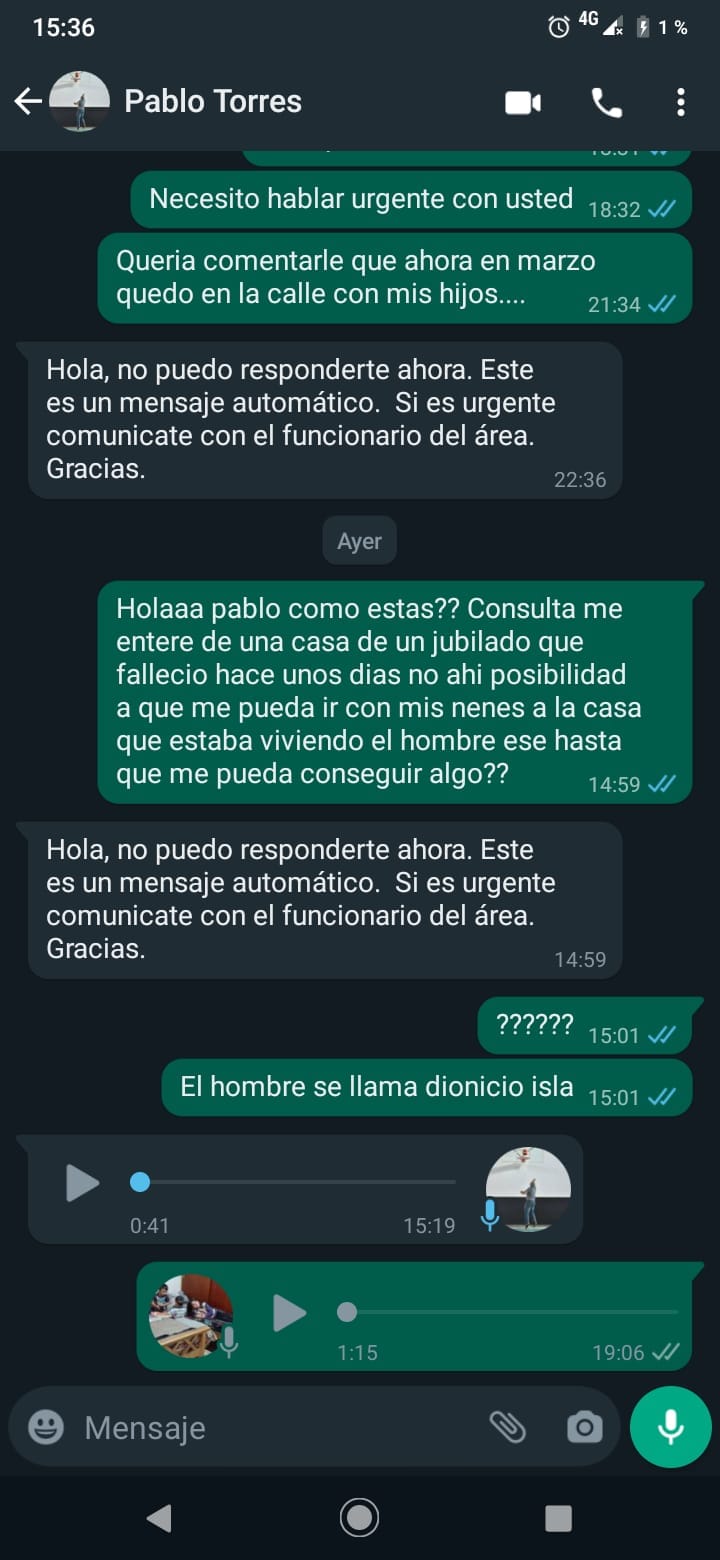 15:36
4G
1 %
Pablo Torres
Necesito hablar urgente con usted
18:32
Queria comentarle que ahora en marzo
quedo en la calle con mis hijos....
21:34
Hola, no puedo responderte ahora. Este
es un mensaje automático.  Si es urgente
comunicate con el funcionario del área.
Gracias.
22:36
Ayer
Holaaa pablo como estas?? Consulta me
entere de una casa de un jubilado que
fallecio hace unos dias no ahi posibilidad
a que me pueda ir con mis nenes a la casa
que estaba viviendo el hombre ese hasta
que me pueda conseguir algo??
14:59
Hola, no puedo responderte ahora. Este
es un mensaje automático.  Si es urgente
comunicate con el funcionario del área.
Gracias.
14:59
??????
15:01
El hombre se llama dionicio isla
15:01
0:41
15:19
1:15
19:06
Mensaje